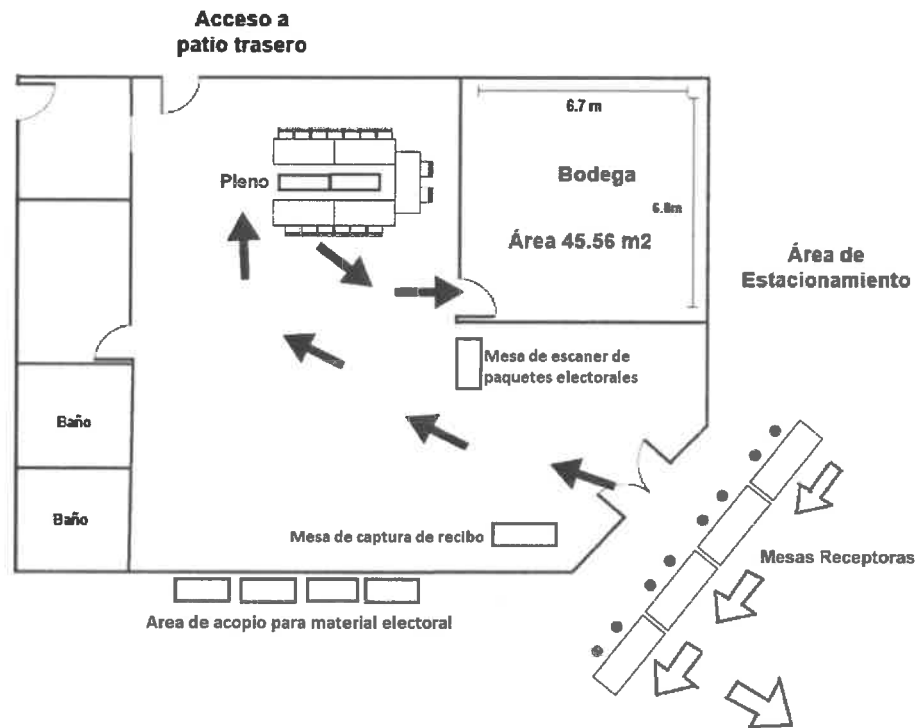 Acceso a
patio trasero
6.7 m
Pleno
Bodega
6.8m
Área 45.56 m2
Área de
Estacionamiento
Mesa de escaner de
paquetes electorales
Baño
Baño
Mesa de captura de recibo
Mesas Receptoras
Area de acopio para material electoral